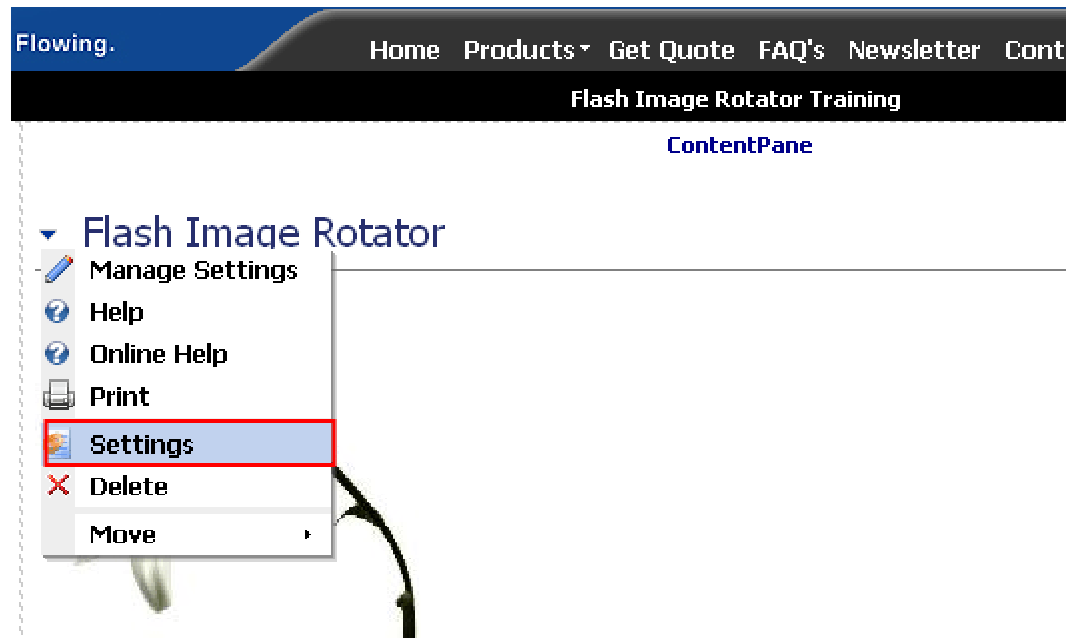 Flowing.
Home Products Get Quote FAQ's Newsletter Cont
Flash Image Rotator Training
ContentPane
Flash Image Rotator
Manage Settings
Help
Online Help
Print
Settings
Delete
Move